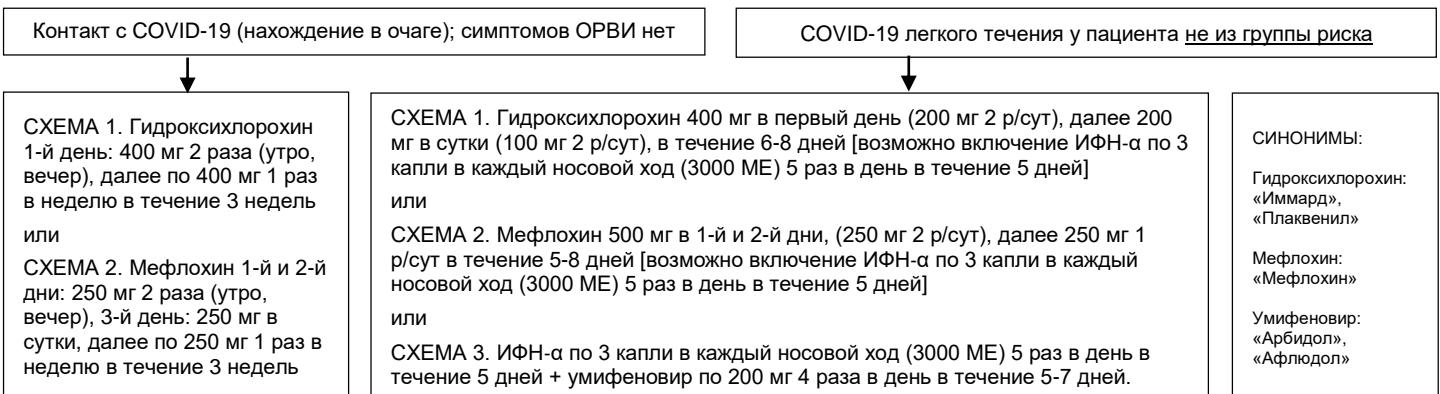 Контакт с COVID-19 (нахождение в очаге); симптомов ОРВИ нет
COVID-19 легкого течения у пациента не из группы риска
СХЕМА 1. Гидроксихлорохин
1-й день: 400 мг 2 раза (утро,
вечер), далее по 400 мг 1 раз
в неделю в течение 3 недель
или
СХЕМА 2. Мефлохин 1-й и 2-й
дни: 250 мг 2 раза (утро,
вечер), 3-й день: 250 мг в
сутки, далее по 250 мг 1 раз в
неделю в течение 3 недель
СХЕМА 1. Гидроксихлорохин 400 мг в первый день (200 мг 2 р/сут), далее 200
мг в сутки (100 мг 2 р/сут), в течение 6-8 дней [возможно включение ИФН-α по 3
капли в каждый носовой ход (3000 МЕ) 5 раз в день в течение 5 дней]
или
СХЕМА 2. Мефлохин 500 мг в 1-й и 2-й дни, (250 мг 2 р/сут), далее 250 мг 1
р/сут в течение 5-8 дней [возможно включение ИФН-α по 3 капли в каждый
носовой ход (3000 МЕ) 5 раз в день в течение 5 дней]
или
СХЕМА 3. ИФН-α по 3 капли в каждый носовой ход (3000 МЕ) 5 раз в день в
течение 5 дней + умифеновир по 200 мг 4 раза в день в течение 5-7 дней.
СИНОНИМЫ:
Гидроксихлорохин:
«Иммард»,
«Плаквенил»
Мефлохин:
«Мефлохин»
Умифеновир:
«Арбидол»,
«Афлюдол»